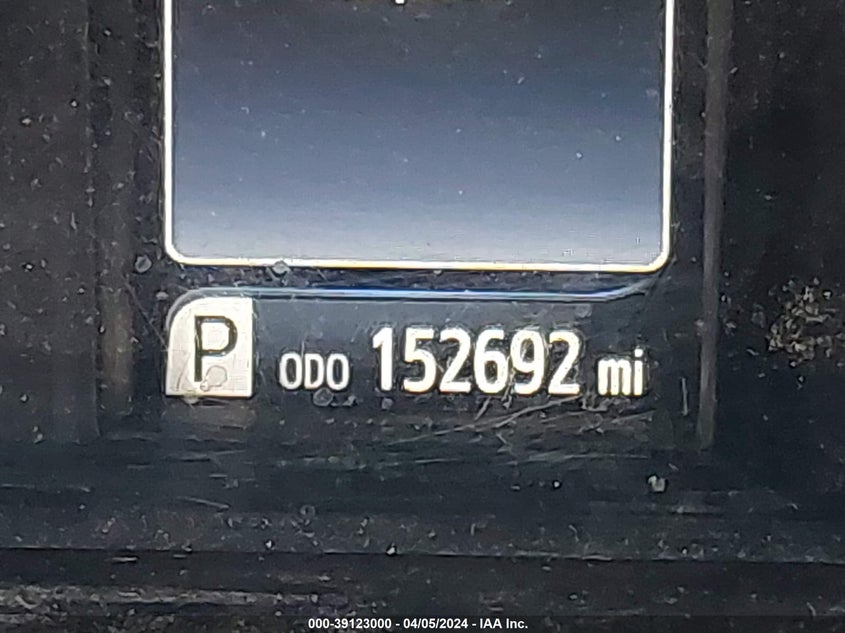 P ODO 152692 mi
000-39123000 - 04/05/2024 - IAA Inc.